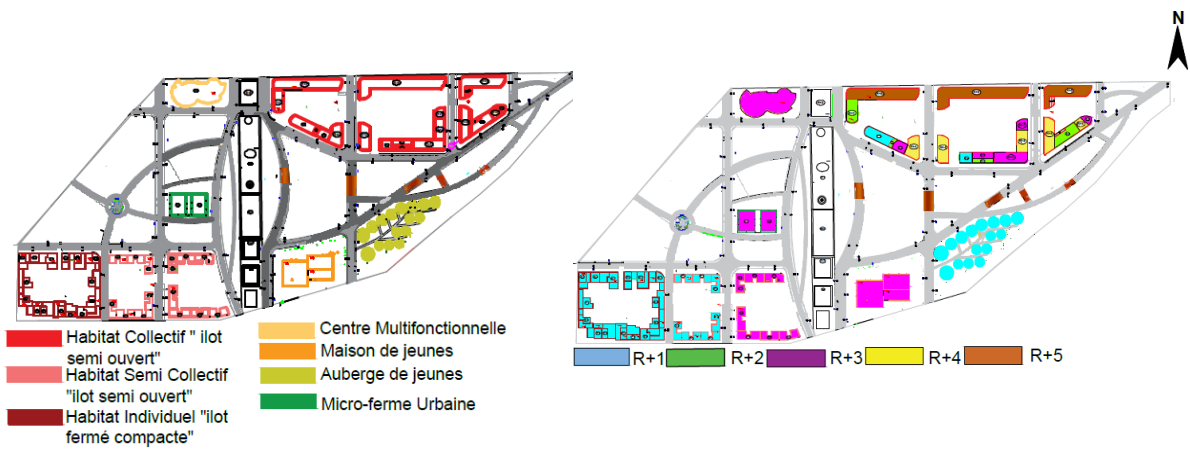 N
Habitat Collectif " ilot
semi ouvert"
Habitat Semi Collectif
"ilot semi ouvert"
Habitat Individuel "ilot
fermé compacte"
Centre Multifonctionnelle
Maison de jeunes
Auberge de jeunes
Micro-ferme Urbaine
R+1
R+2
R+3
R+4
R+5